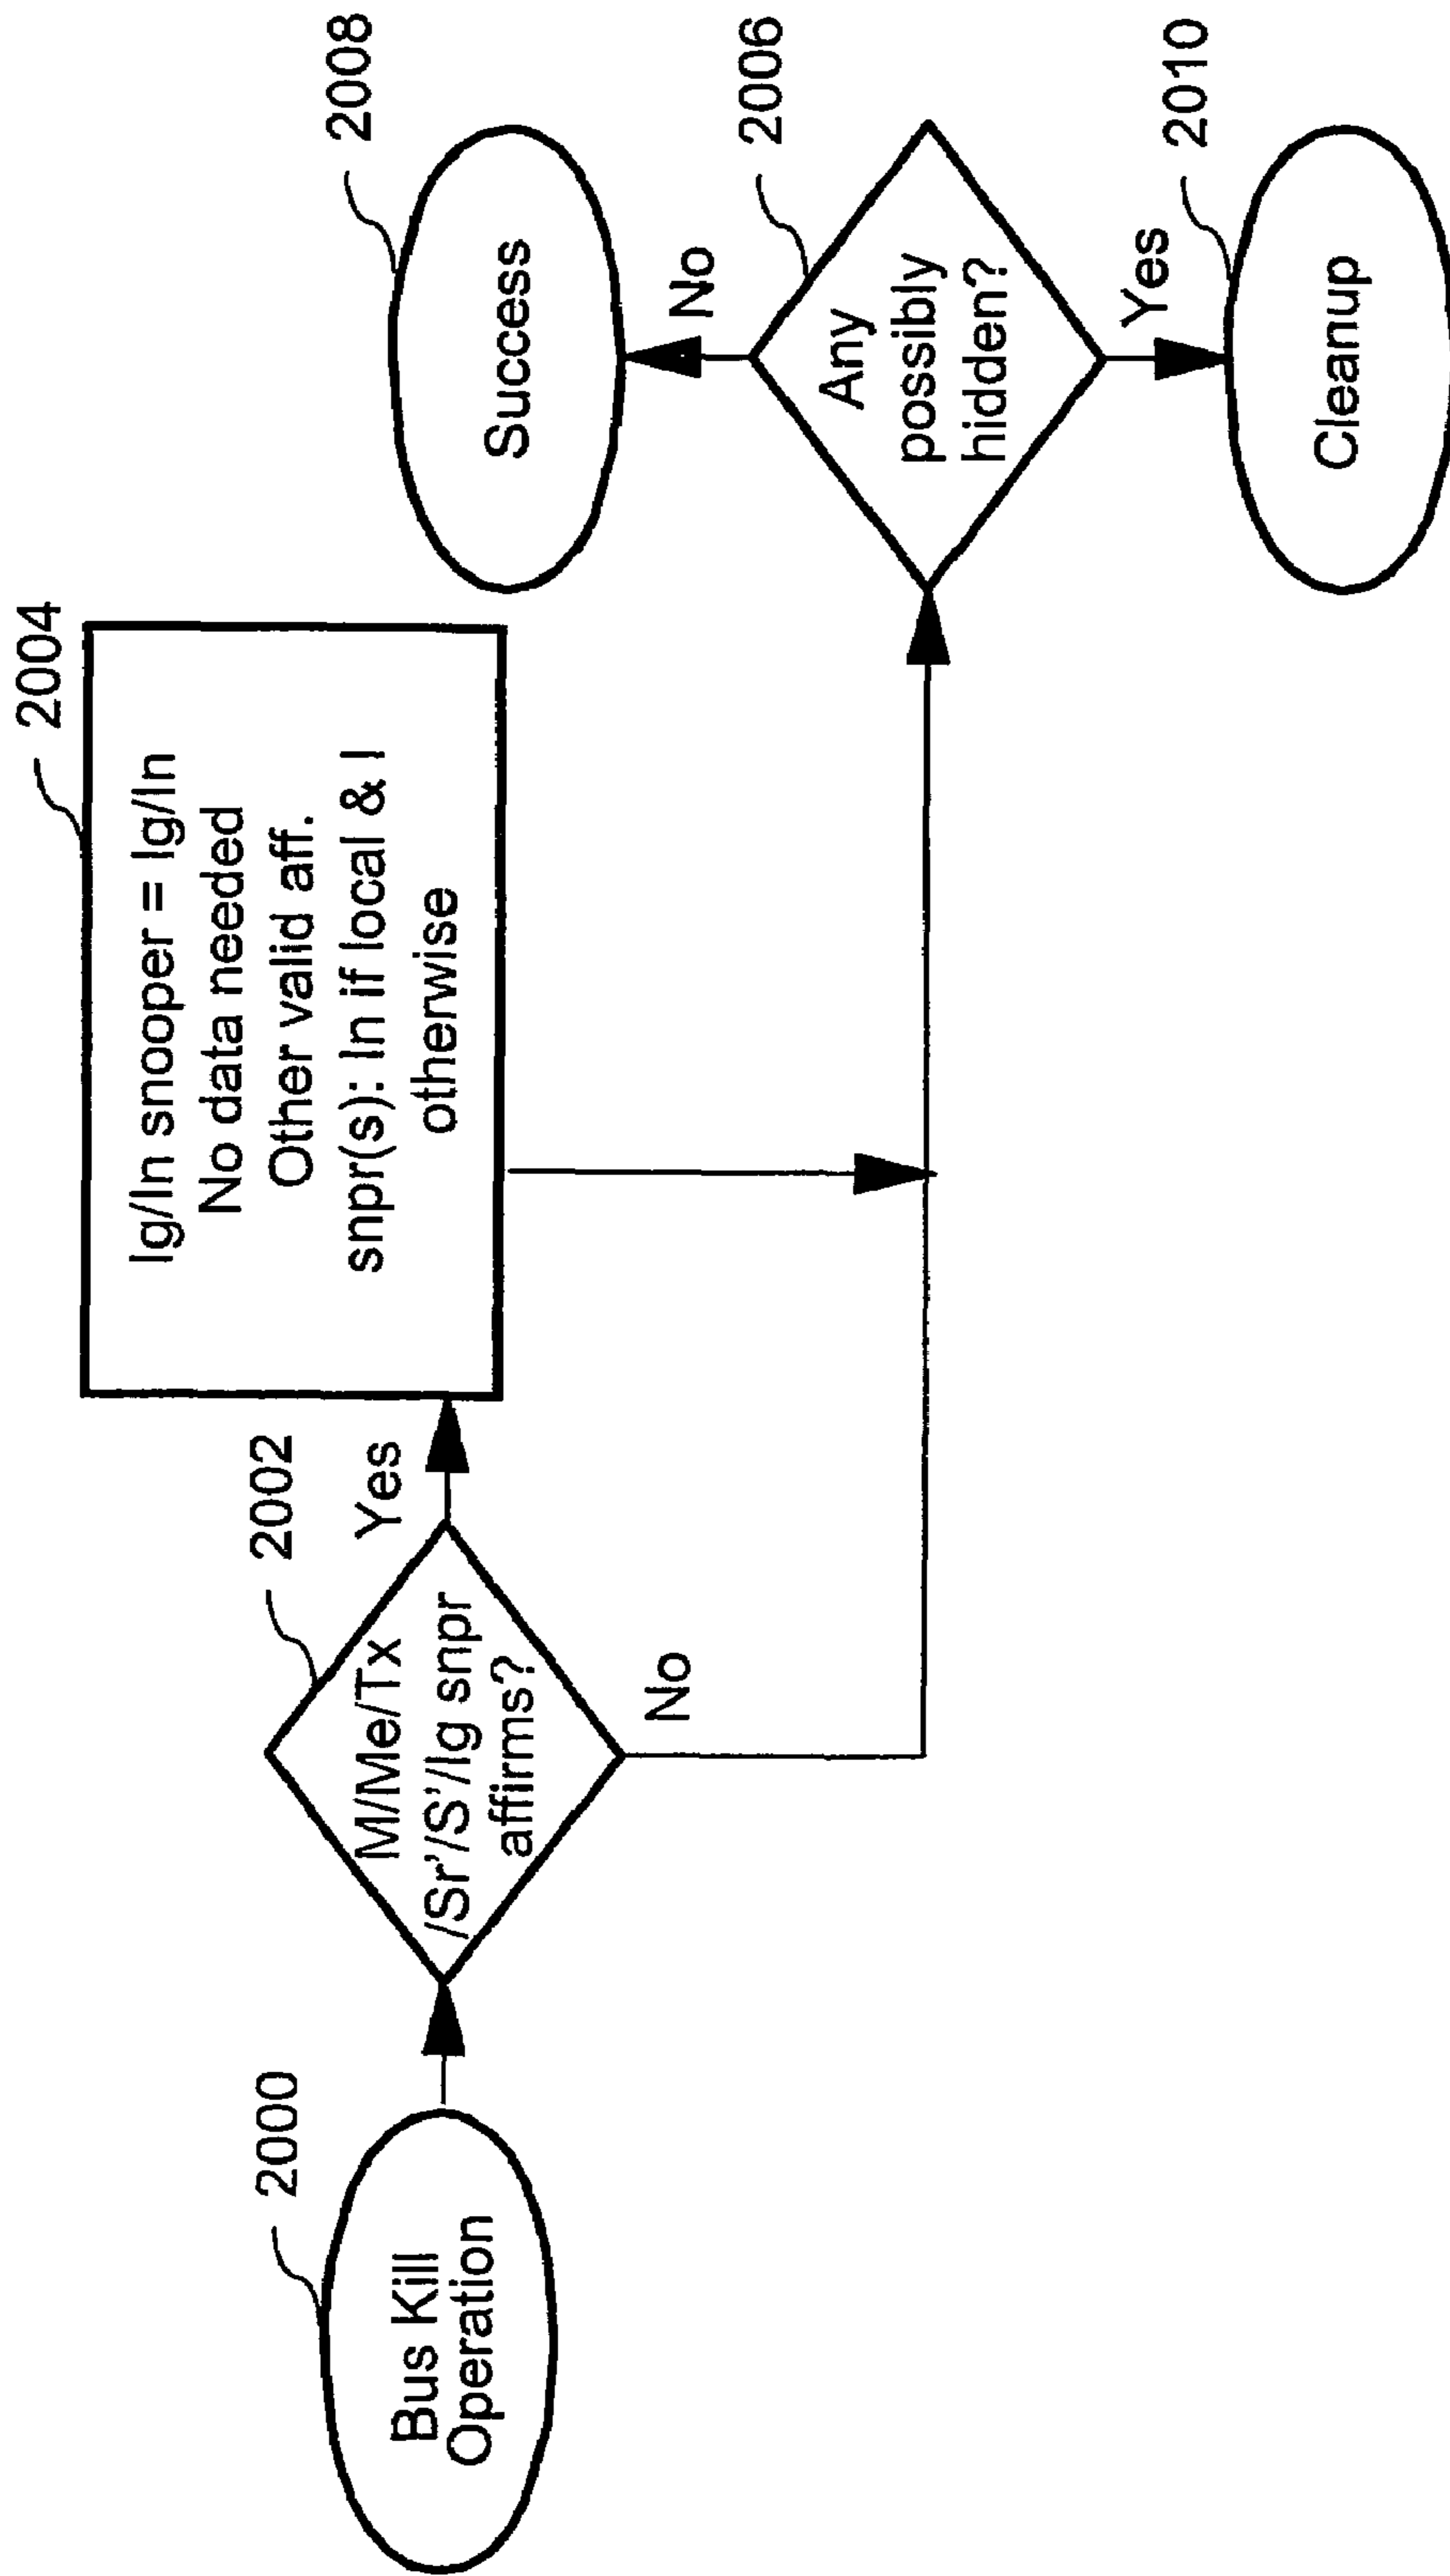 2000
Bus Kill
Operation
2002
M/Me/Tx
/Sr'/S'/Ig snpr
affirms?
Yes
No
2004
Ig/In snooper = Ig/In
No data needed
Other valid aff.
snpr(s): In if local & I
otherwise
2006
Any
possibly
hidden?
No
Yes
2008
Success
2010
Cleanup